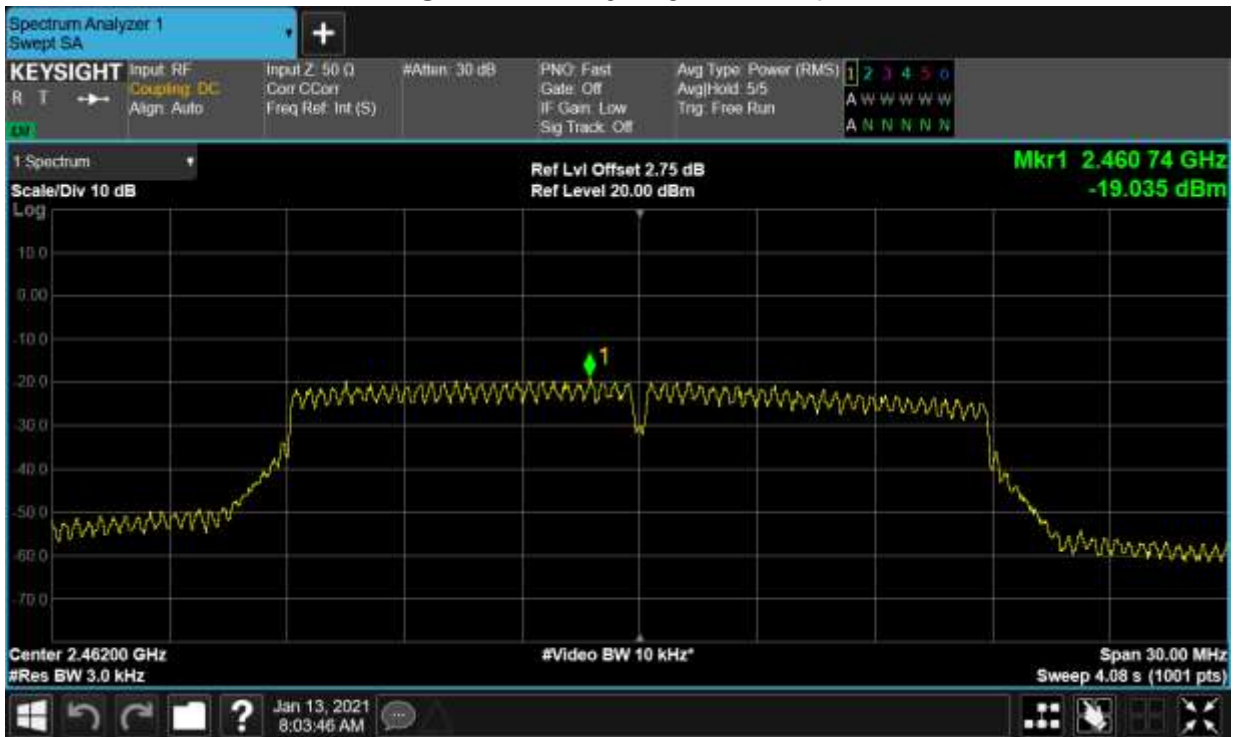 Spectrum Analyzer 1
Swept SA
+
KEYSIGHT
R T
Input: RF
Coupling: DC
Align: Auto
Input Z: 50 Ω
Corr CCorr
Freq Ref: Int (S)
#Atten: 30 dB
PNO: Fast
Gate: Off
IF Gain: Low
Sig Track: Off
Avg Type: Power (RMS)
Avg|Hold: 5/5
Trig: Free Run
1 2 3 4 5 6
A W W W W W
A N N N N N
1 Spectrum
Scale/Div 10 dB
Log
Ref Lvl Offset 2.75 dB
Ref Level 20.00 dBm
Mkr1 2.460 74 GHz
-19.035 dBm
10.0
0.00
-10.0
1
-20.0
-30.0
-40.0
-50.0
-60.0
-70.0
Center 2.46200 GHz
#Res BW 3.0 kHz
#Video BW 10 kHz*
Span 30.00 MHz
Sweep 4.08 s (1001 pts)
?
Jan 13, 2021
8:03:46 AM